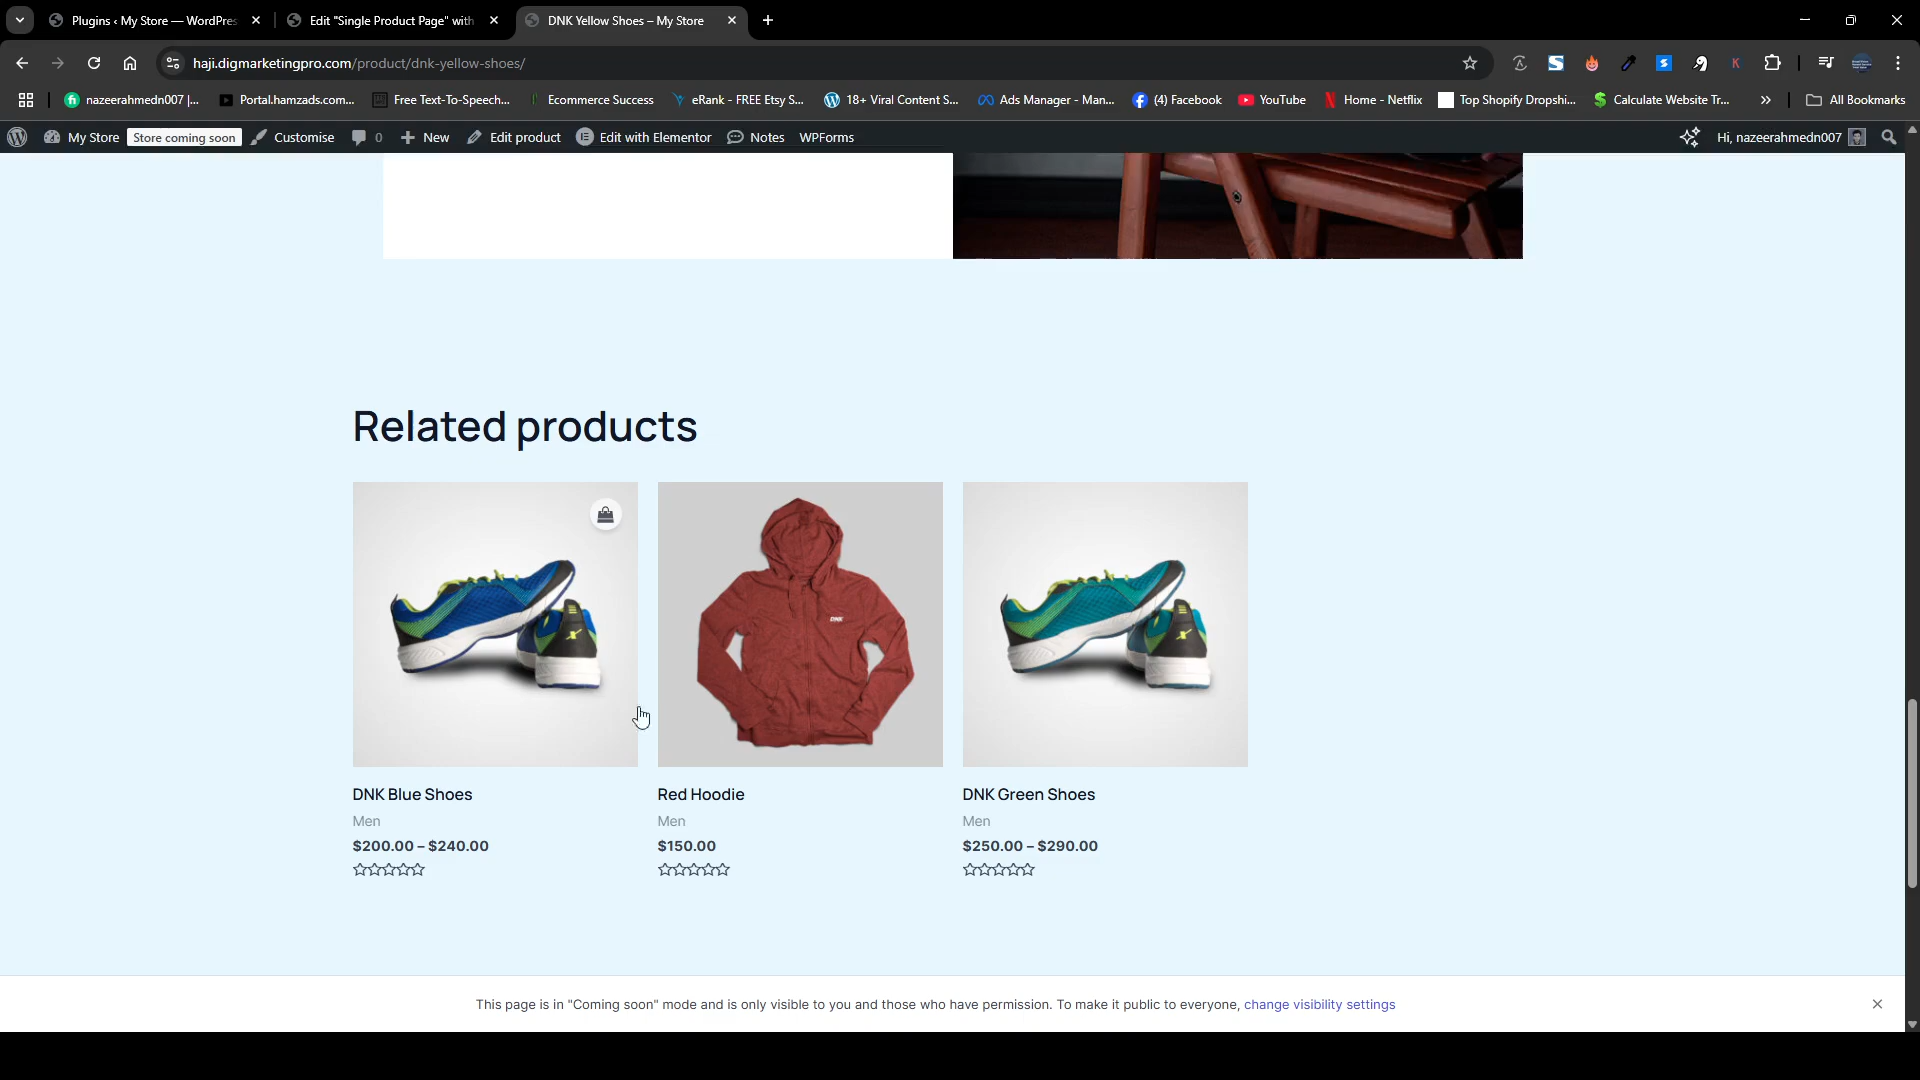 Plugins ‹ My Store — WordPres
Edit "Single Product Page" with
DNK Yellow Shoes – My Store
haji.digmarketingpro.com/product/dnk-yellow-shoes/
nazeerahmedn007 |...
Portal.hamzads.com...
Free Text-To-Speech...
Ecommerce Success
eRank - FREE Etsy S...
18+ Viral Content S...
Ads Manager - Man...
(4) Facebook
YouTube
Home - Netflix
Top Shopify Dropshi...
Calculate Website Tr...
All Bookmarks
My Store
Store coming soon
Customise
0
New
Edit product
Edit with Elementor
Notes
WPForms
Hi, nazeerahmedn007
Related products
DNK
DNK Blue Shoes
Men
$200.00 – $240.00
Red Hoodie
Men
$150.00
DNK Green Shoes
Men
$250.00 – $290.00
This page is in "Coming soon" mode and is only visible to you and those who have permission. To make it public to everyone, change visibility settings